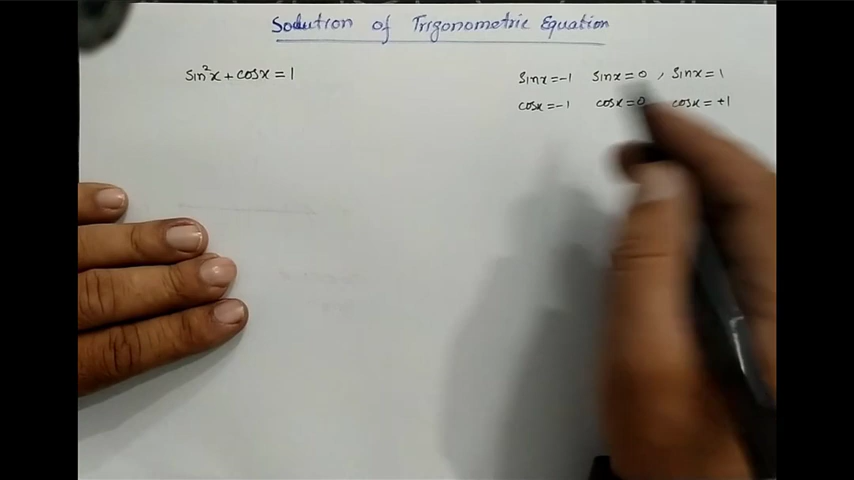 Solution of Trigonometric Equation
sin²x + cosx = 1
sinx = -1 sinx = 0 , sinx = 1
cosx = -1 cosx = 0 cosx = +1